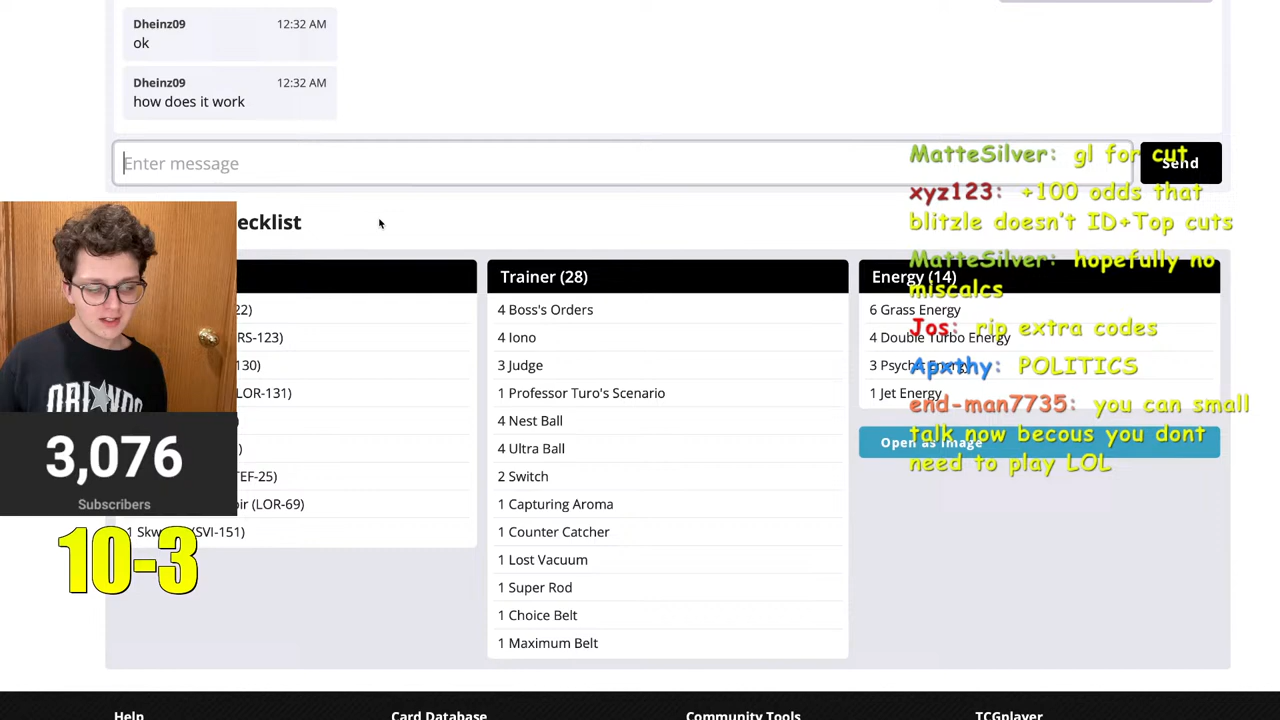 Dheinz09 12:32 AM
ok
Dheinz09 12:32 AM
how does it work
Enter message
Send
ecklist
22)
RS-123)
130)
LOR-131)
)
)
TEF-25)
oir (LOR-69)
1 Skw (SVI-151)
Trainer (28)
4 Boss's Orders
4 Iono
3 Judge
1 Professor Turo's Scenario
4 Nest Ball
4 Ultra Ball
2 Switch
1 Capturing Aroma
1 Counter Catcher
1 Lost Vacuum
1 Super Rod
1 Choice Belt
1 Maximum Belt
Energy (14)
6 Grass Energy
4 Double Turbo Energy
3 Psychic Energy
1 Jet Energy
Open as Image
MatteSilver: gl for cut
xyz123: +100 odds that
blitzle doesn't ID+Top cuts
MatteSilver: hopefully no
miscalcs
Jos: rip extra codes
Apxthy: POLITICS
end-man7735: you can small
talk now becous you dont
need to play LOL
3,076
Subscribers
10-3
Help
Card Database
Community Tools
TCGplayer